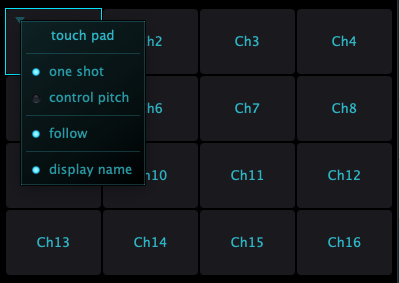 touch pad
one shot
control pitch
follow
display name
h2
Ch3
Ch4
h6
Ch7
Ch8
h10
Ch11
Ch12
Ch13
Ch14
Ch15
Ch16